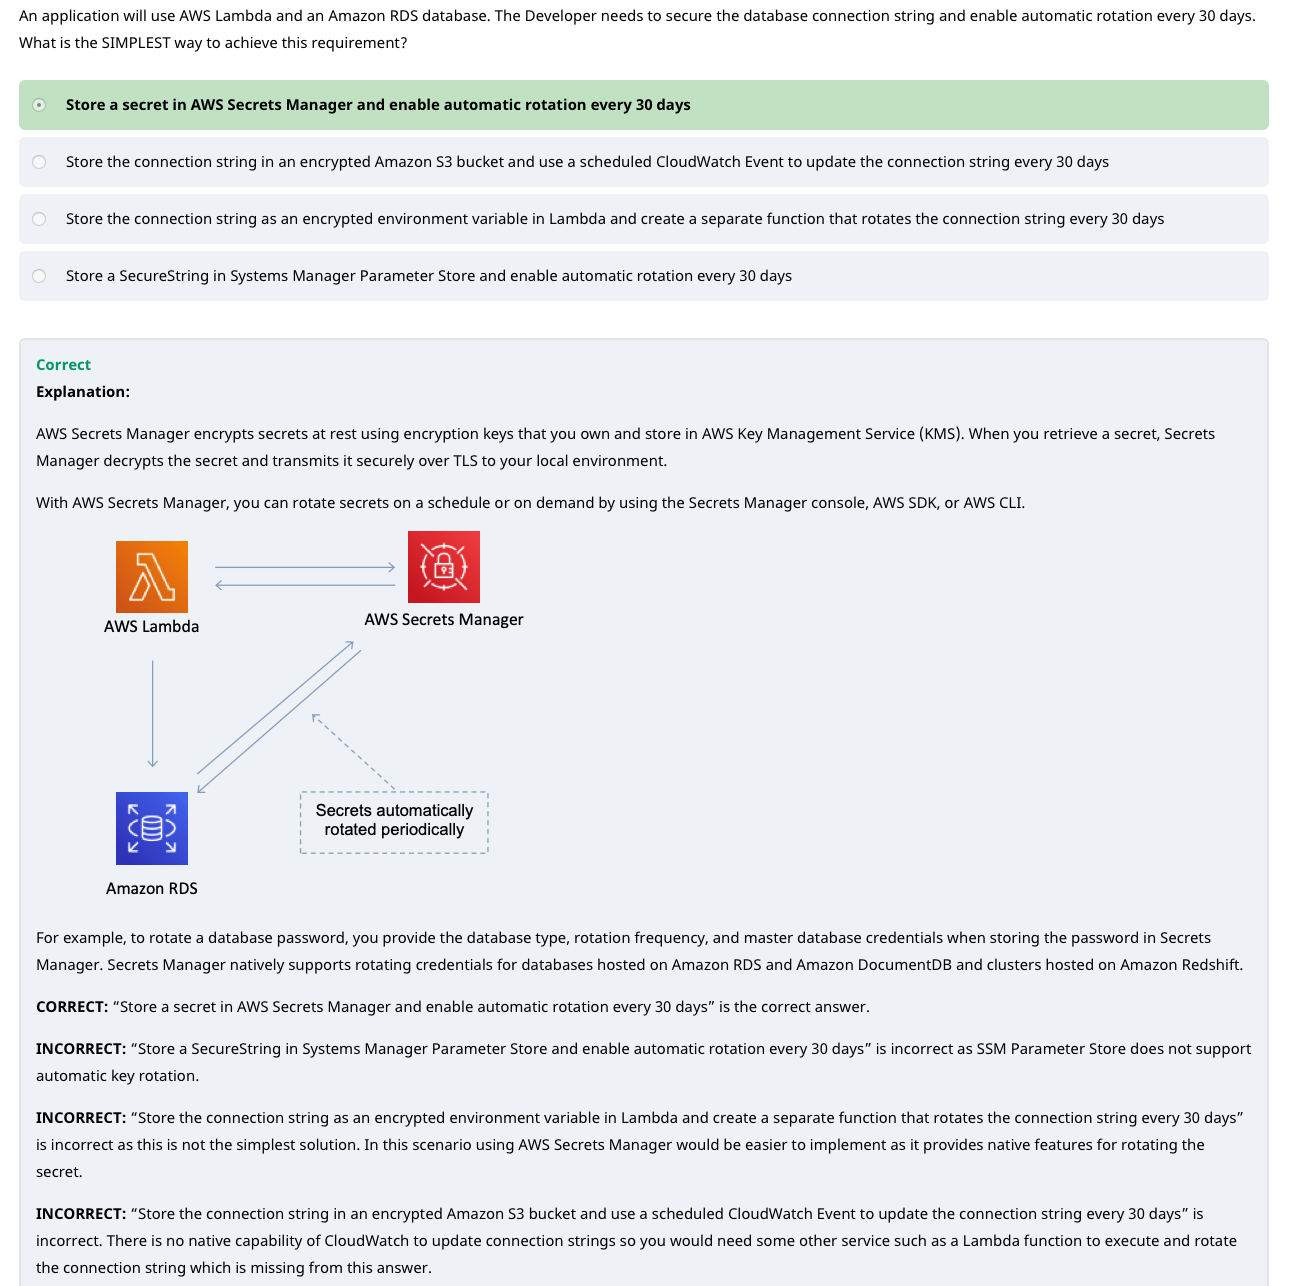 An application will use AWS Lambda and an Amazon RDS database. The Developer needs to secure the database connection string and enable automatic rotation every 30 days.
What is the SIMPLEST way to achieve this requirement?
Store a secret in AWS Secrets Manager and enable automatic rotation every 30 days
Store the connection string in an encrypted Amazon S3 bucket and use a scheduled CloudWatch Event to update the connection string every 30 days
Store the connection string as an encrypted environment variable in Lambda and create a separate function that rotates the connection string every 30 days
Store a SecureString in Systems Manager Parameter Store and enable automatic rotation every 30 days
Correct
Explanation:
AWS Secrets Manager encrypts secrets at rest using encryption keys that you own and store in AWS Key Management Service (KMS). When you retrieve a secret, Secrets
Manager decrypts the secret and transmits it securely over TLS to your local environment.
With AWS Secrets Manager, you can rotate secrets on a schedule or on demand by using the Secrets Manager console, AWS SDK, or AWS CLI.
AWS Lambda
AWS Secrets Manager
Secrets automatically
rotated periodically
Amazon RDS
For example, to rotate a database password, you provide the database type, rotation frequency, and master database credentials when storing the password in Secrets
Manager. Secrets Manager natively supports rotating credentials for databases hosted on Amazon RDS and Amazon DocumentDB and clusters hosted on Amazon Redshift.
CORRECT: “Store a secret in AWS Secrets Manager and enable automatic rotation every 30 days” is the correct answer.
INCORRECT: “Store a SecureString in Systems Manager Parameter Store and enable automatic rotation every 30 days” is incorrect as SSM Parameter Store does not support
automatic key rotation.
INCORRECT: “Store the connection string as an encrypted environment variable in Lambda and create a separate function that rotates the connection string every 30 days”
is incorrect as this is not the simplest solution. In this scenario using AWS Secrets Manager would be easier to implement as it provides native features for rotating the
secret.
INCORRECT: “Store the connection string in an encrypted Amazon S3 bucket and use a scheduled CloudWatch Event to update the connection string every 30 days” is
incorrect. There is no native capability of CloudWatch to update connection strings so you would need some other service such as a Lambda function to execute and rotate
the connection string which is missing from this answer.